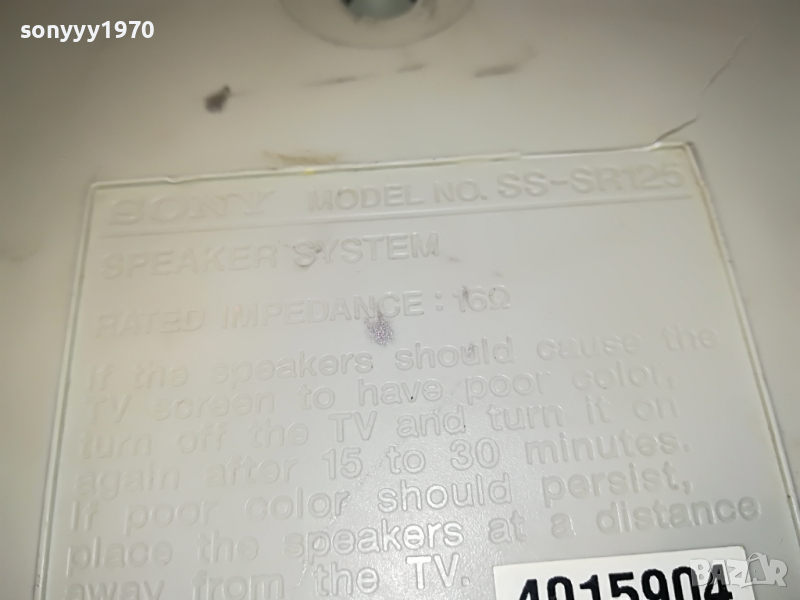 sonyyy1970
SONY MODEL NO. SS-SR125
SPEAKER SYSTEM
RATED IMPEDANCE : 16Ω
If the speakers should cause the
TV screen to have poor color,
turn off the TV and turn it on
again after 15 to 30 minutes.
If poor color should persist,
place the speakers at a distance
away from the TV.
4015904
BAZAR